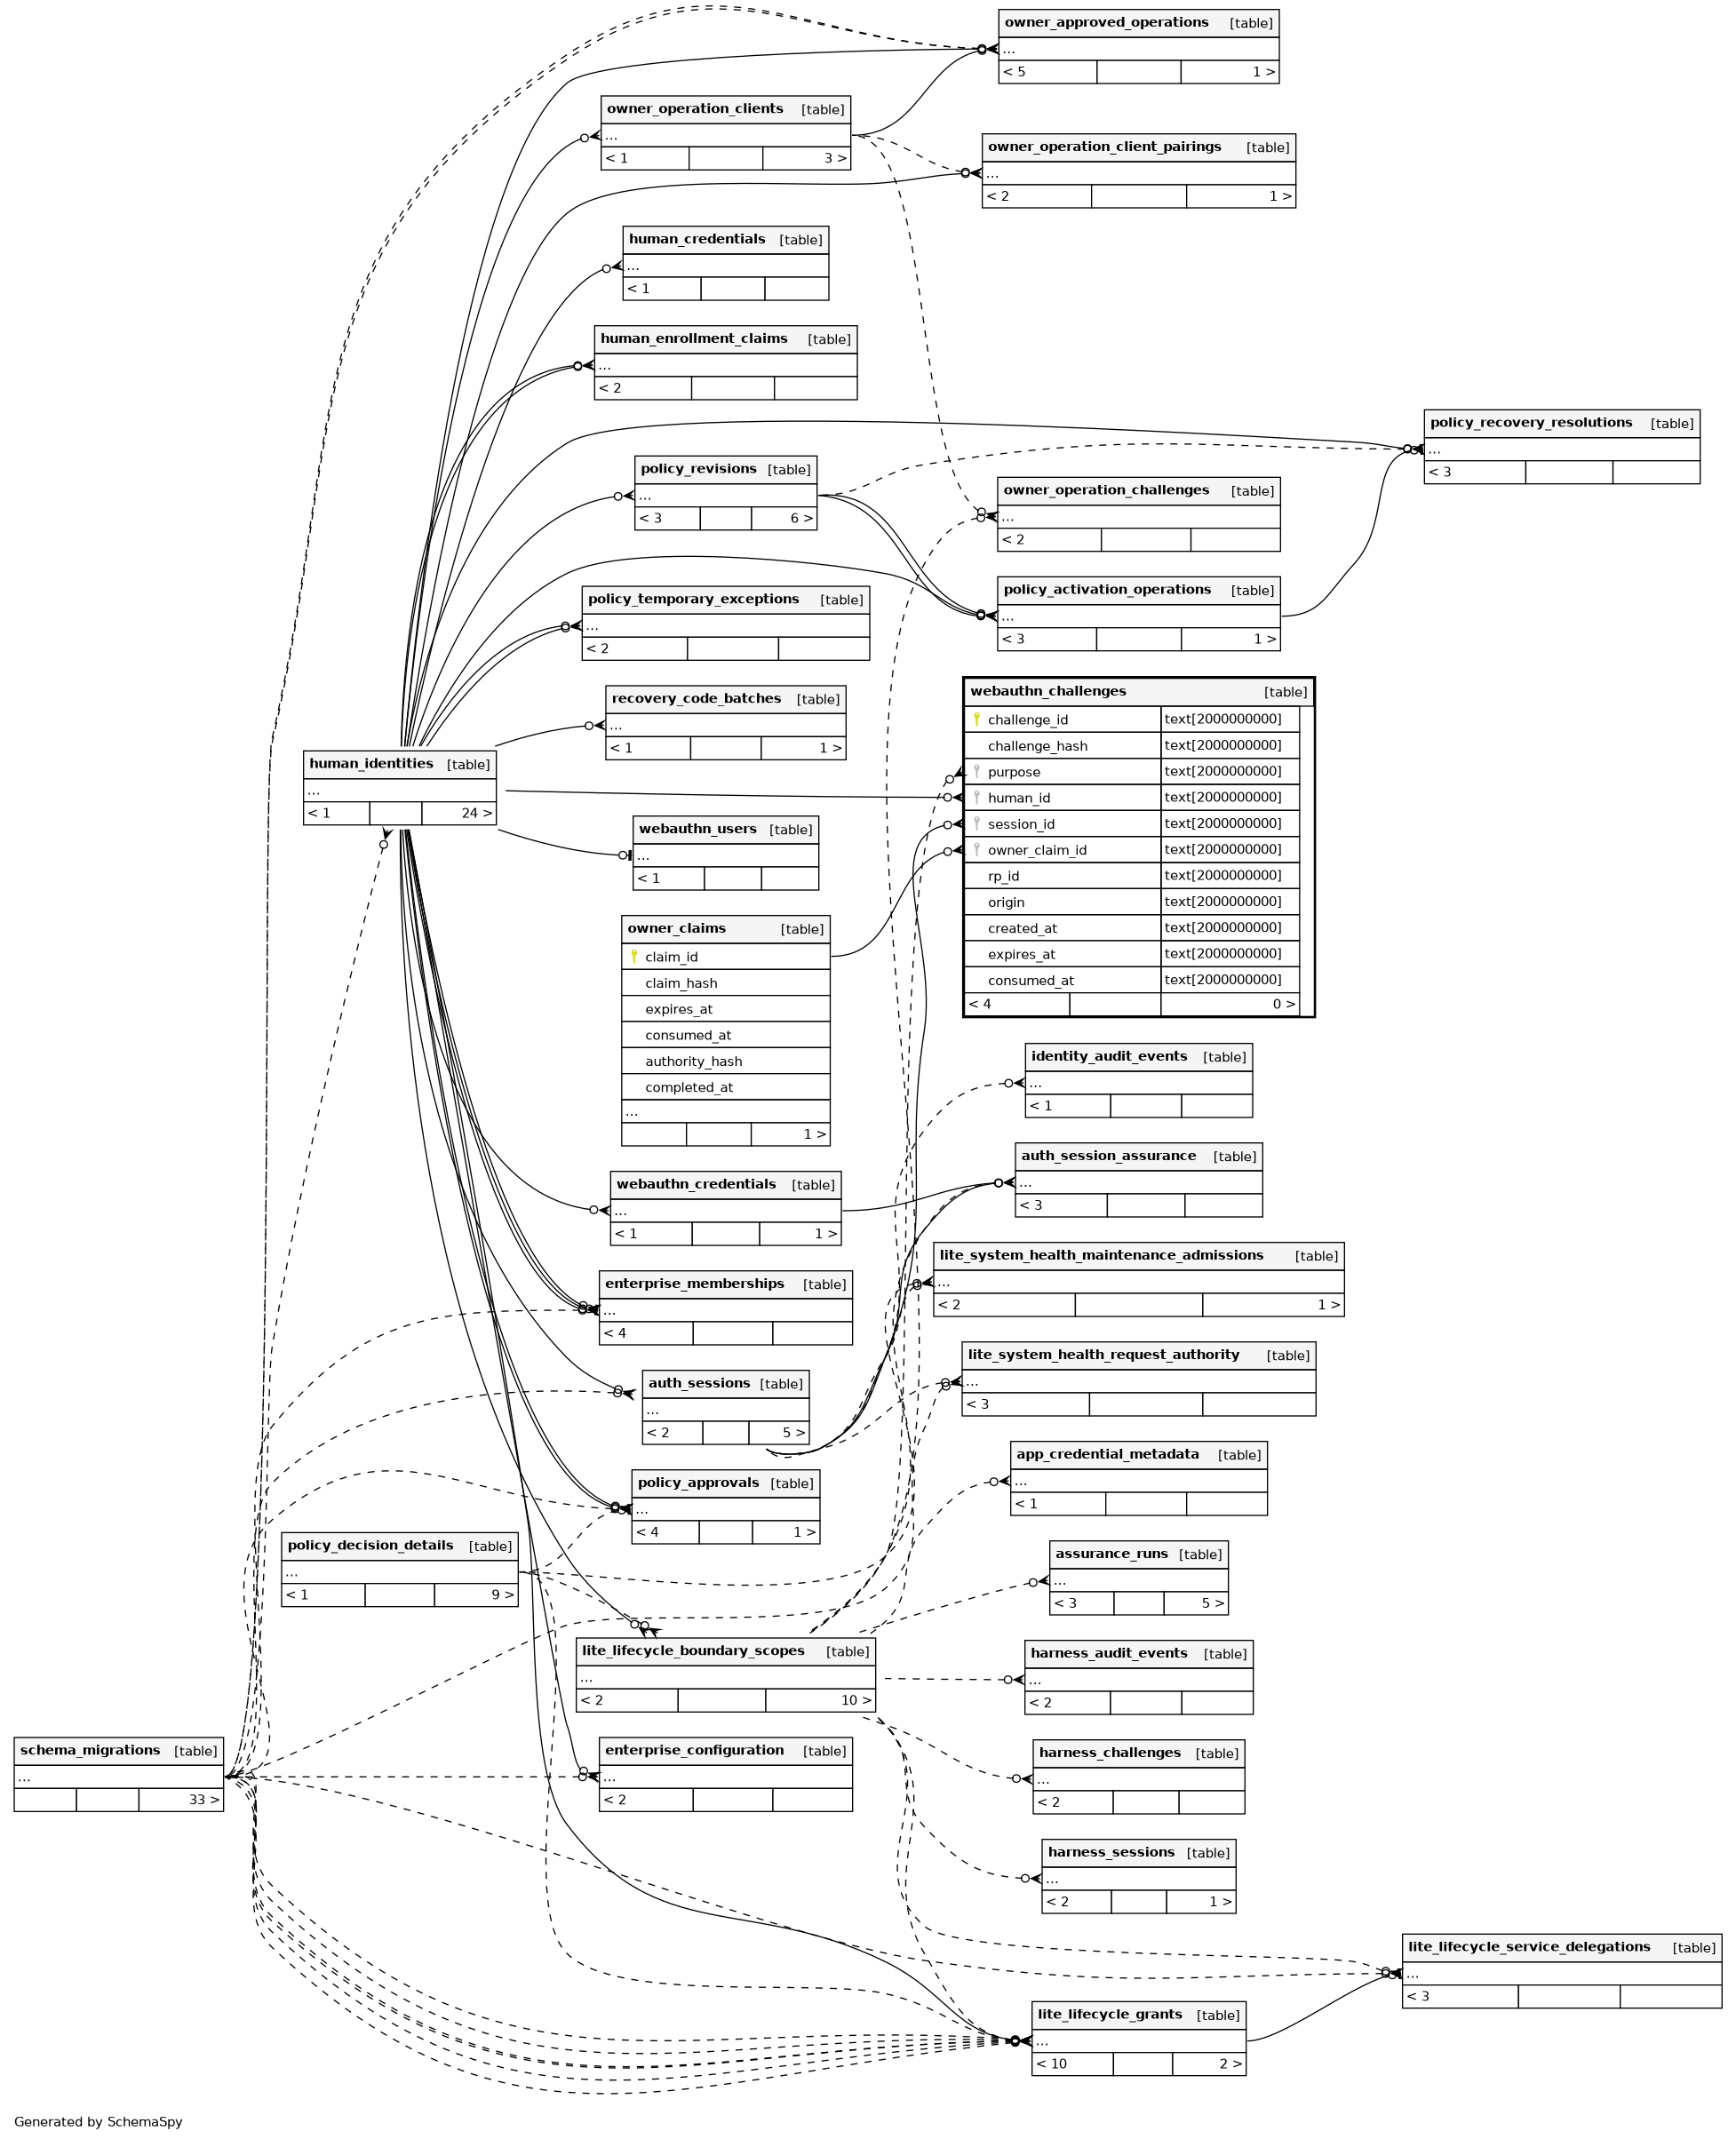 owner_approved_operations [table]
...
< 5 1 >
owner_operation_clients [table]
...
< 1 3 >
owner_operation_client_pairings [table]
...
< 2 1 >
human_credentials [table]
...
< 1
human_enrollment_claims [table]
...
< 2
policy_recovery_resolutions [table]
...
< 3
policy_revisions [table]
...
< 3 6 >
owner_operation_challenges [table]
...
< 2
policy_activation_operations [table]
...
< 3 1 >
policy_temporary_exceptions [table]
...
< 2
webauthn_challenges [table]
challenge_id text[2000000000]
challenge_hash text[2000000000]
purpose text[2000000000]
human_id text[2000000000]
session_id text[2000000000]
owner_claim_id text[2000000000]
rp_id text[2000000000]
origin text[2000000000]
created_at text[2000000000]
expires_at text[2000000000]
consumed_at text[2000000000]
< 4 0 >
recovery_code_batches [table]
...
< 1 1 >
human_identities [table]
...
< 1 24 >
webauthn_users [table]
...
< 1
owner_claims [table]
claim_id
claim_hash
expires_at
consumed_at
authority_hash
completed_at
...
1 >
identity_audit_events [table]
...
< 1
auth_session_assurance [table]
...
< 3
webauthn_credentials [table]
...
< 1 1 >
lite_system_health_maintenance_admissions [table]
...
< 2 1 >
enterprise_memberships [table]
...
< 4
lite_system_health_request_authority [table]
...
< 3
auth_sessions [table]
...
< 2 5 >
app_credential_metadata [table]
...
< 1
policy_approvals [table]
...
< 4 1 >
policy_decision_details [table]
...
< 1 9 >
assurance_runs [table]
...
< 3 5 >
lite_lifecycle_boundary_scopes [table]
...
< 2 10 >
harness_audit_events [table]
...
< 2
schema_migrations [table]
...
33 >
enterprise_configuration [table]
...
< 2
harness_challenges [table]
...
< 2
harness_sessions [table]
...
< 2 1 >
lite_lifecycle_service_delegations [table]
...
< 3
lite_lifecycle_grants [table]
...
< 10 2 >
Generated by SchemaSpy